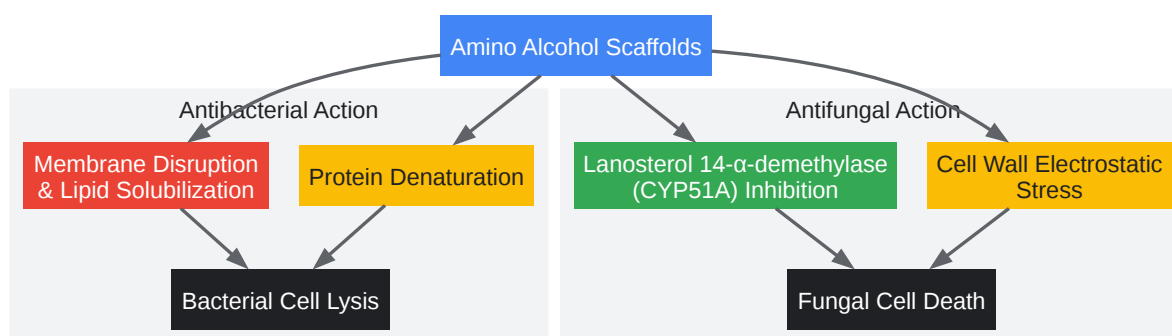 Amino Alcohol Scaffolds
Antibacterial Action
Antifungal Action
Membrane Disruption
& Lipid Solubilization
Protein Denaturation
Lanosterol 14-α-demethylase
(CYP51A) Inhibition
Cell Wall Electrostatic
Stress
Bacterial Cell Lysis
Fungal Cell Death